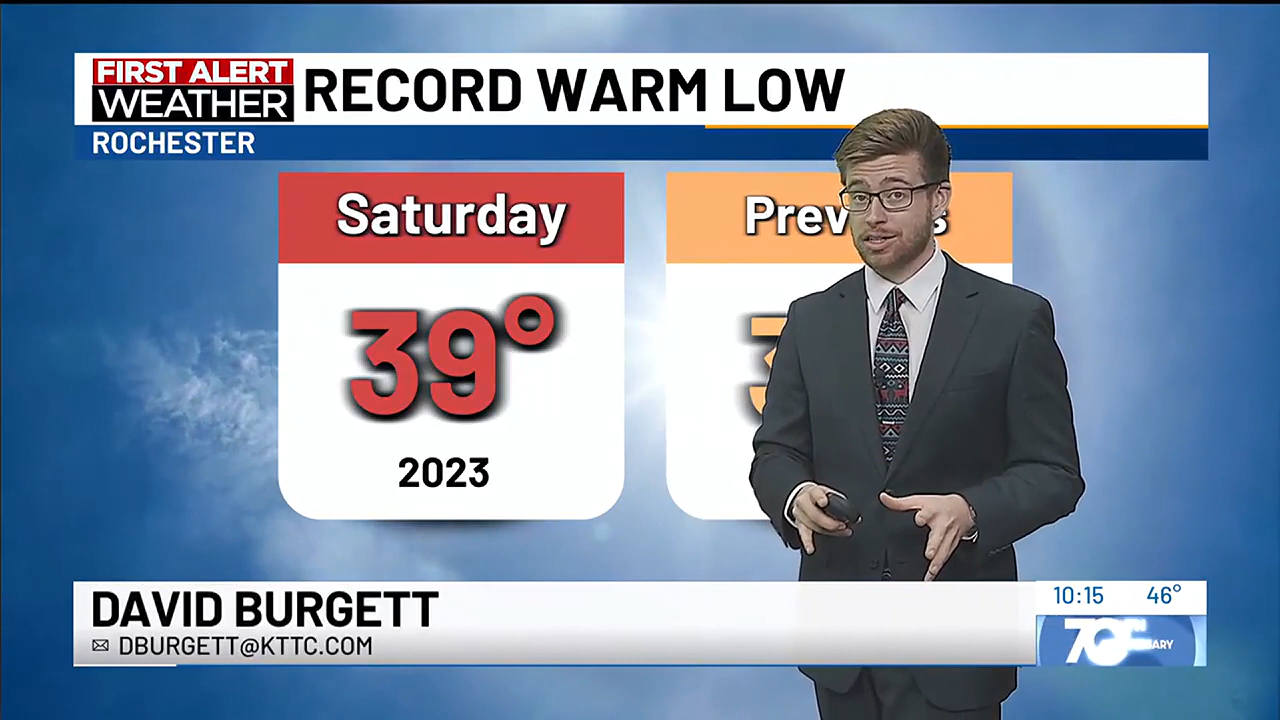 FIRST ALERT
WEATHER
RECORD WARM LOW
ROCHESTER
Saturday
39°
2023
DAVID BURGETT
DBURGETT@KTTC.COM
10:15 46°